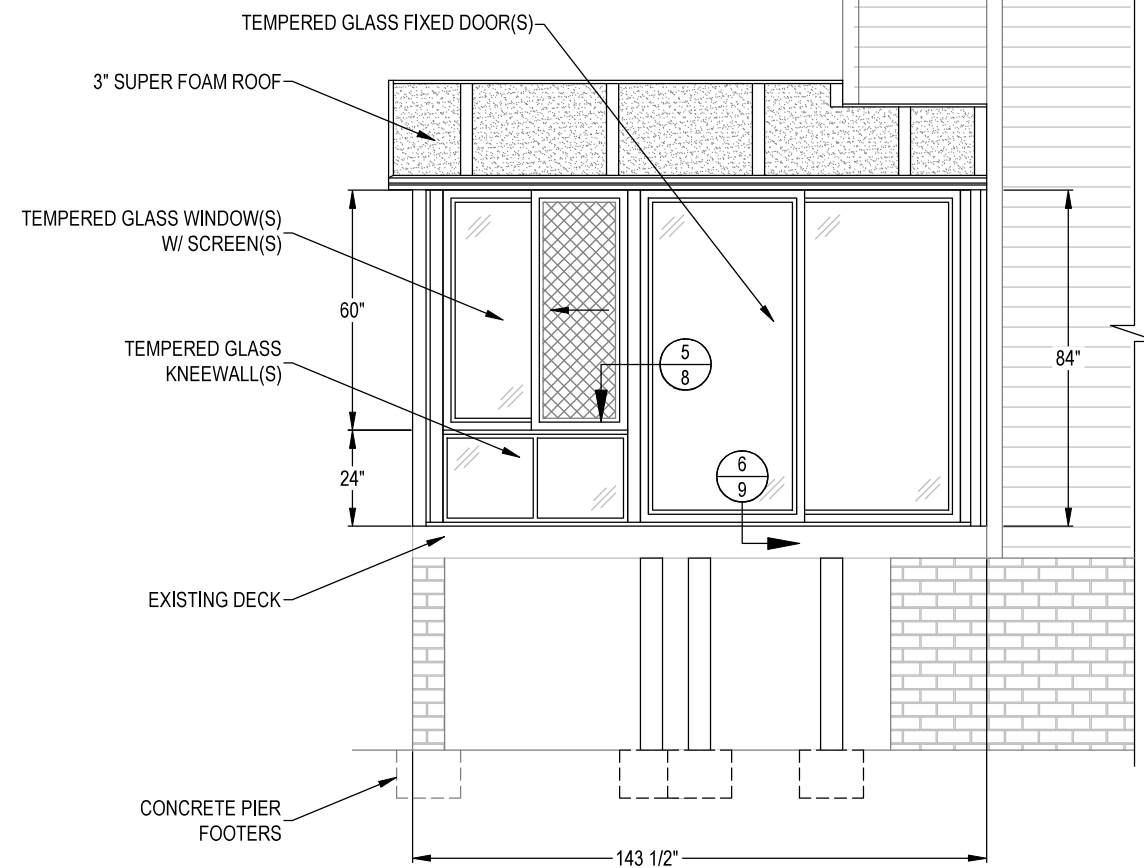 TEMPERED GLASS FIXED DOOR(S)
3" SUPER FOAM ROOF
TEMPERED GLASS WINDOW(S)
W/ SCREEN(S)
60"
TEMPERED GLASS
KNEEWALL(S)
5
8
84"
24"
6
9
EXISTING DECK
CONCRETE PIER
FOOTERS
143 1/2"